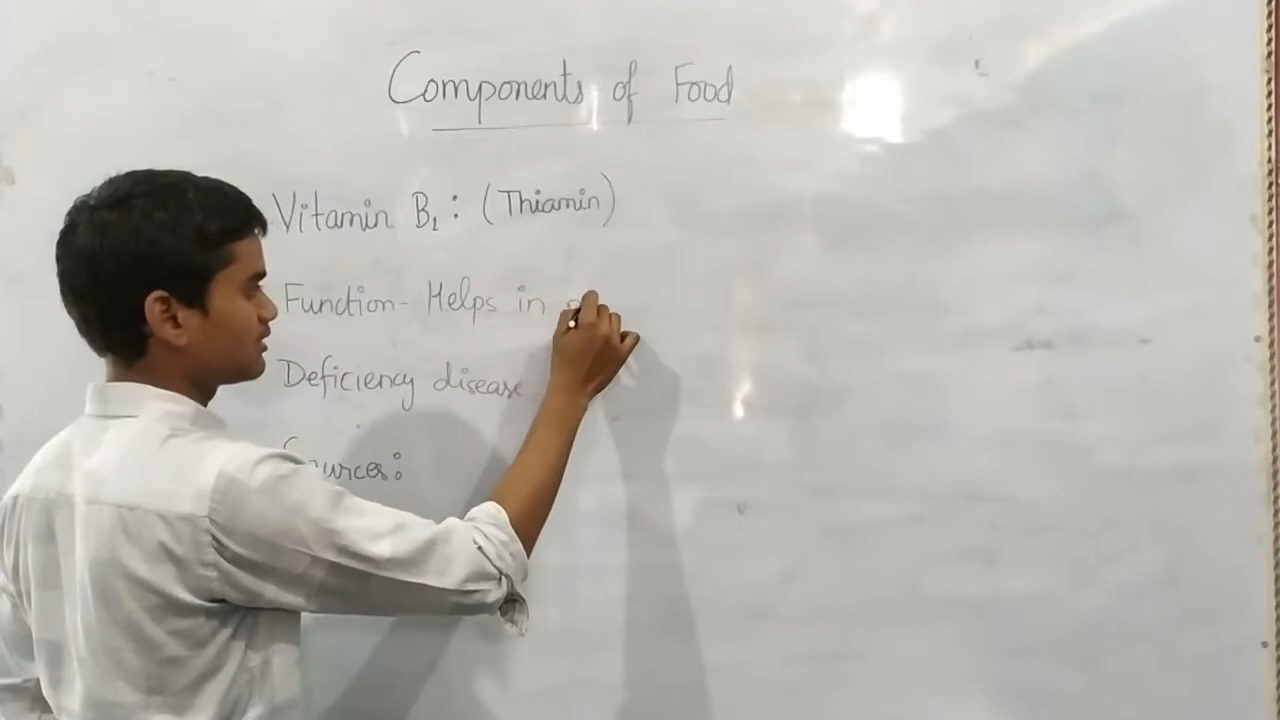 Components of Food
Vitamin B₁: (Thiamin)
Function- Helps in
Deficiency disease
Sources: